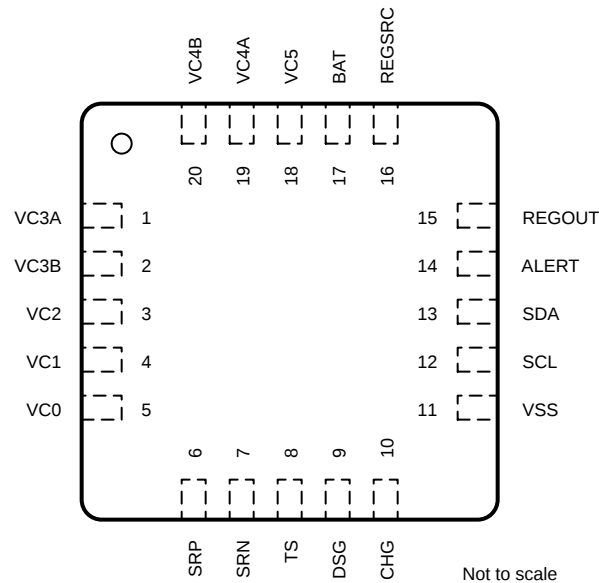 VC4B
VC4A
VC5
BAT
REGSRC
20
19
18
17
16
VC3A 1
15 REGOUT
VC3B 2
14 ALERT
VC2 3
13 SDA
VC1 4
12 SCL
VC0 5
11 VSS
6
7
8
9
10
SRP
SRN
TS
DSG
CHG
Not to scale